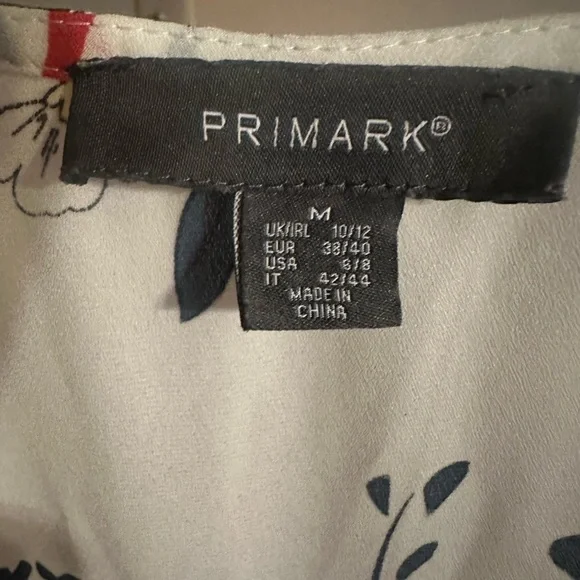 PRIMARK®
M
UK/IRL 10/12
EUR 38/40
USA 6/8
IT 42/44
MADE IN
CHINA